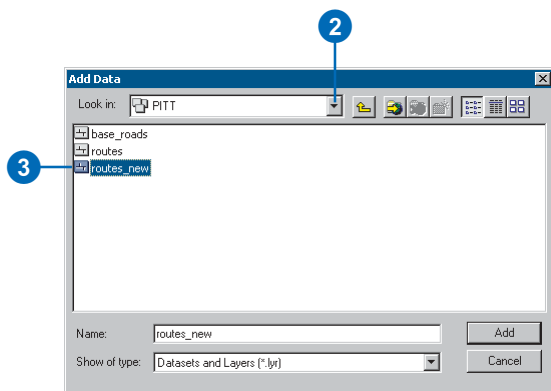 2
Add Data
Look in: PITT
base_roads
routes
3
routes_new
Name: routes_new
Add
Show of type: Datasets and Layers (*.lyr)
Cancel